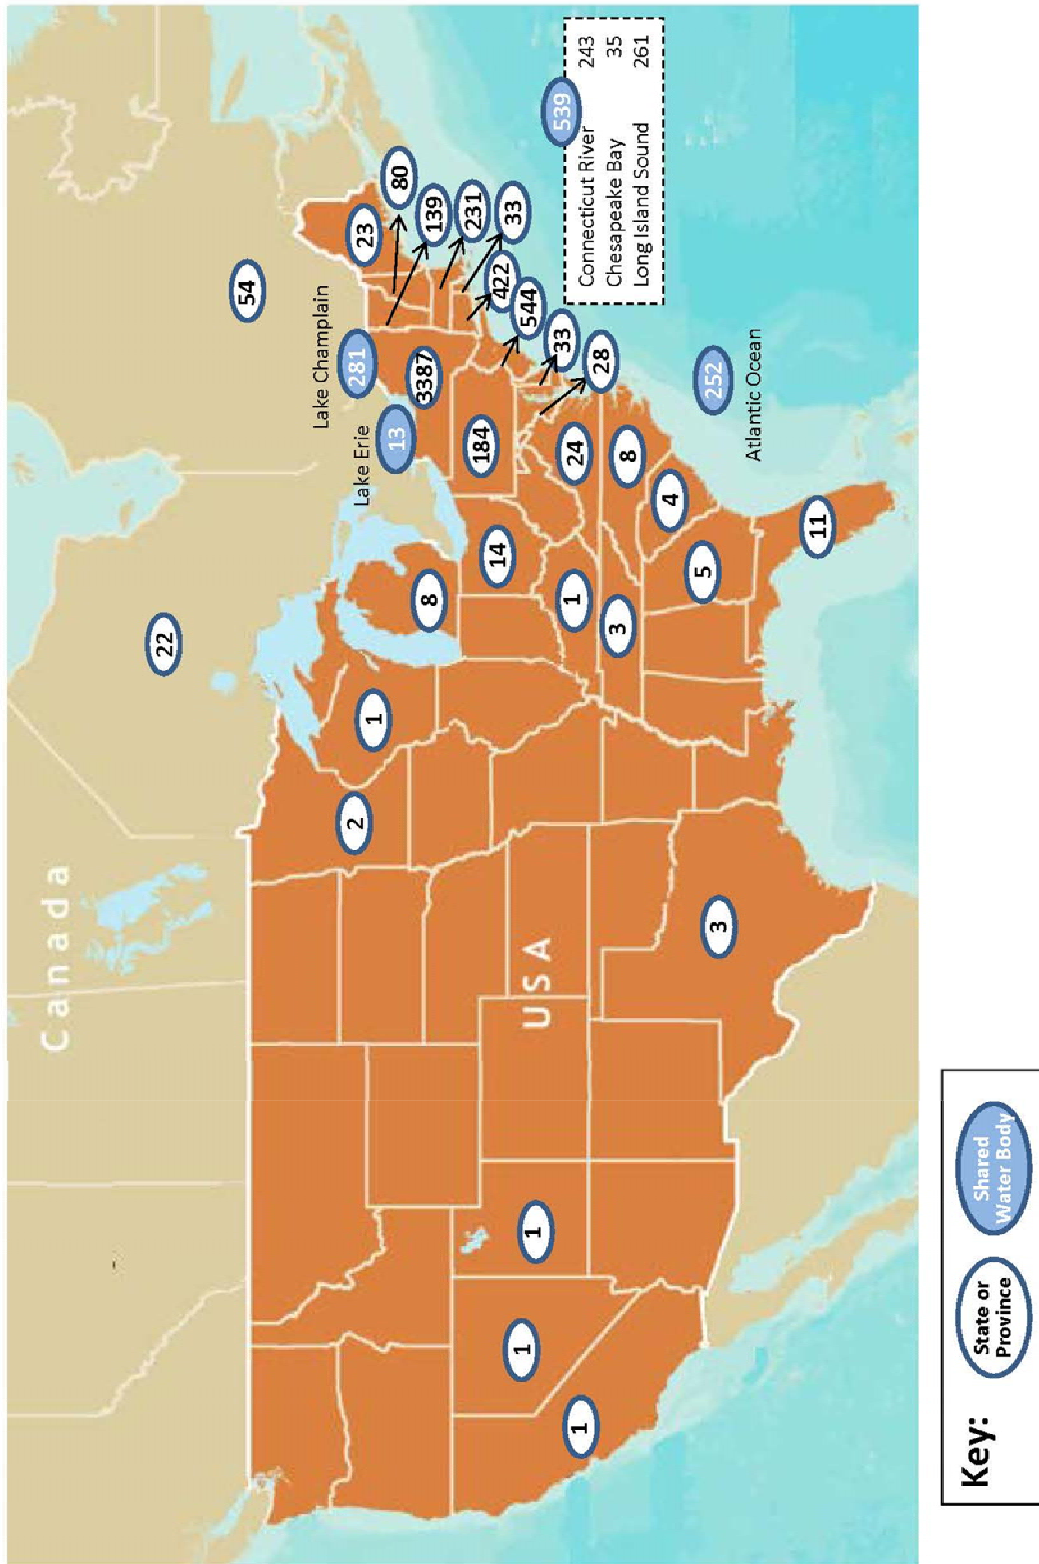 Canada
USA
22
54
Lake Champlain
281
Lake Erie
13
23
80
139
231
33
422
544
33
28
3387
184
14
8
1
2
24
8
4
5
1
3
11
3
1
1
1
252
Atlantic Ocean
539
Connecticut River 243
Chesapeake Bay 35
Long Island Sound 261
Key:
State or
Province
Shared
Water Body